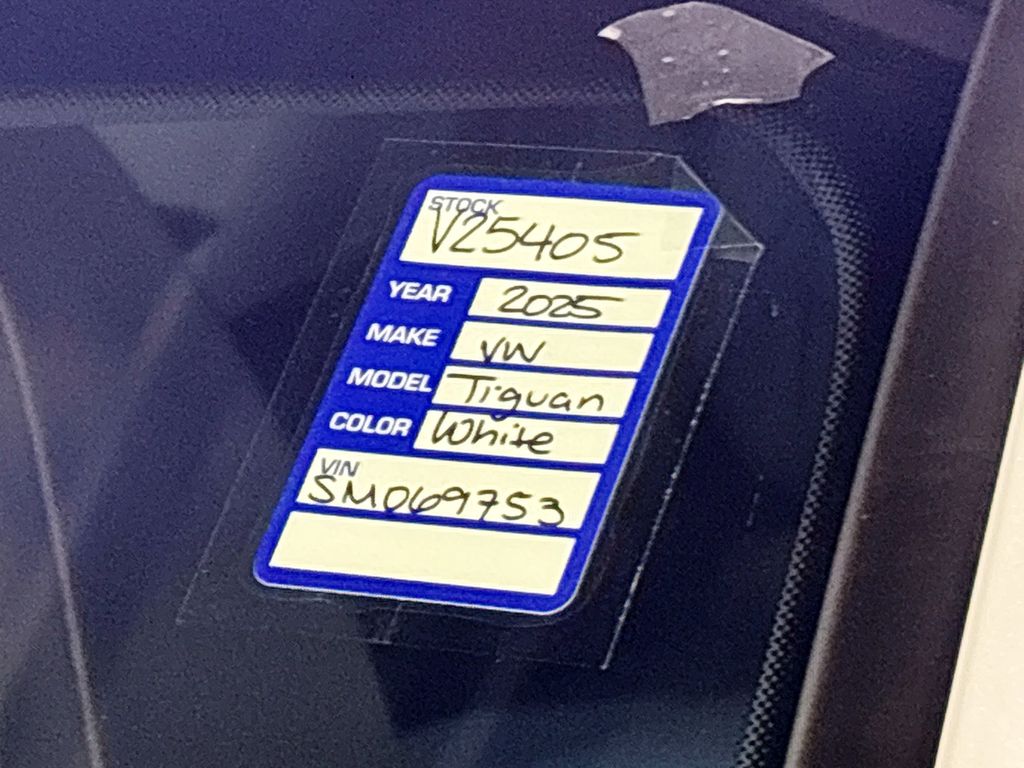 STOCK
V25405
YEAR 2025
MAKE VW
MODEL Tiguan
COLOR White
VIN
SM069753